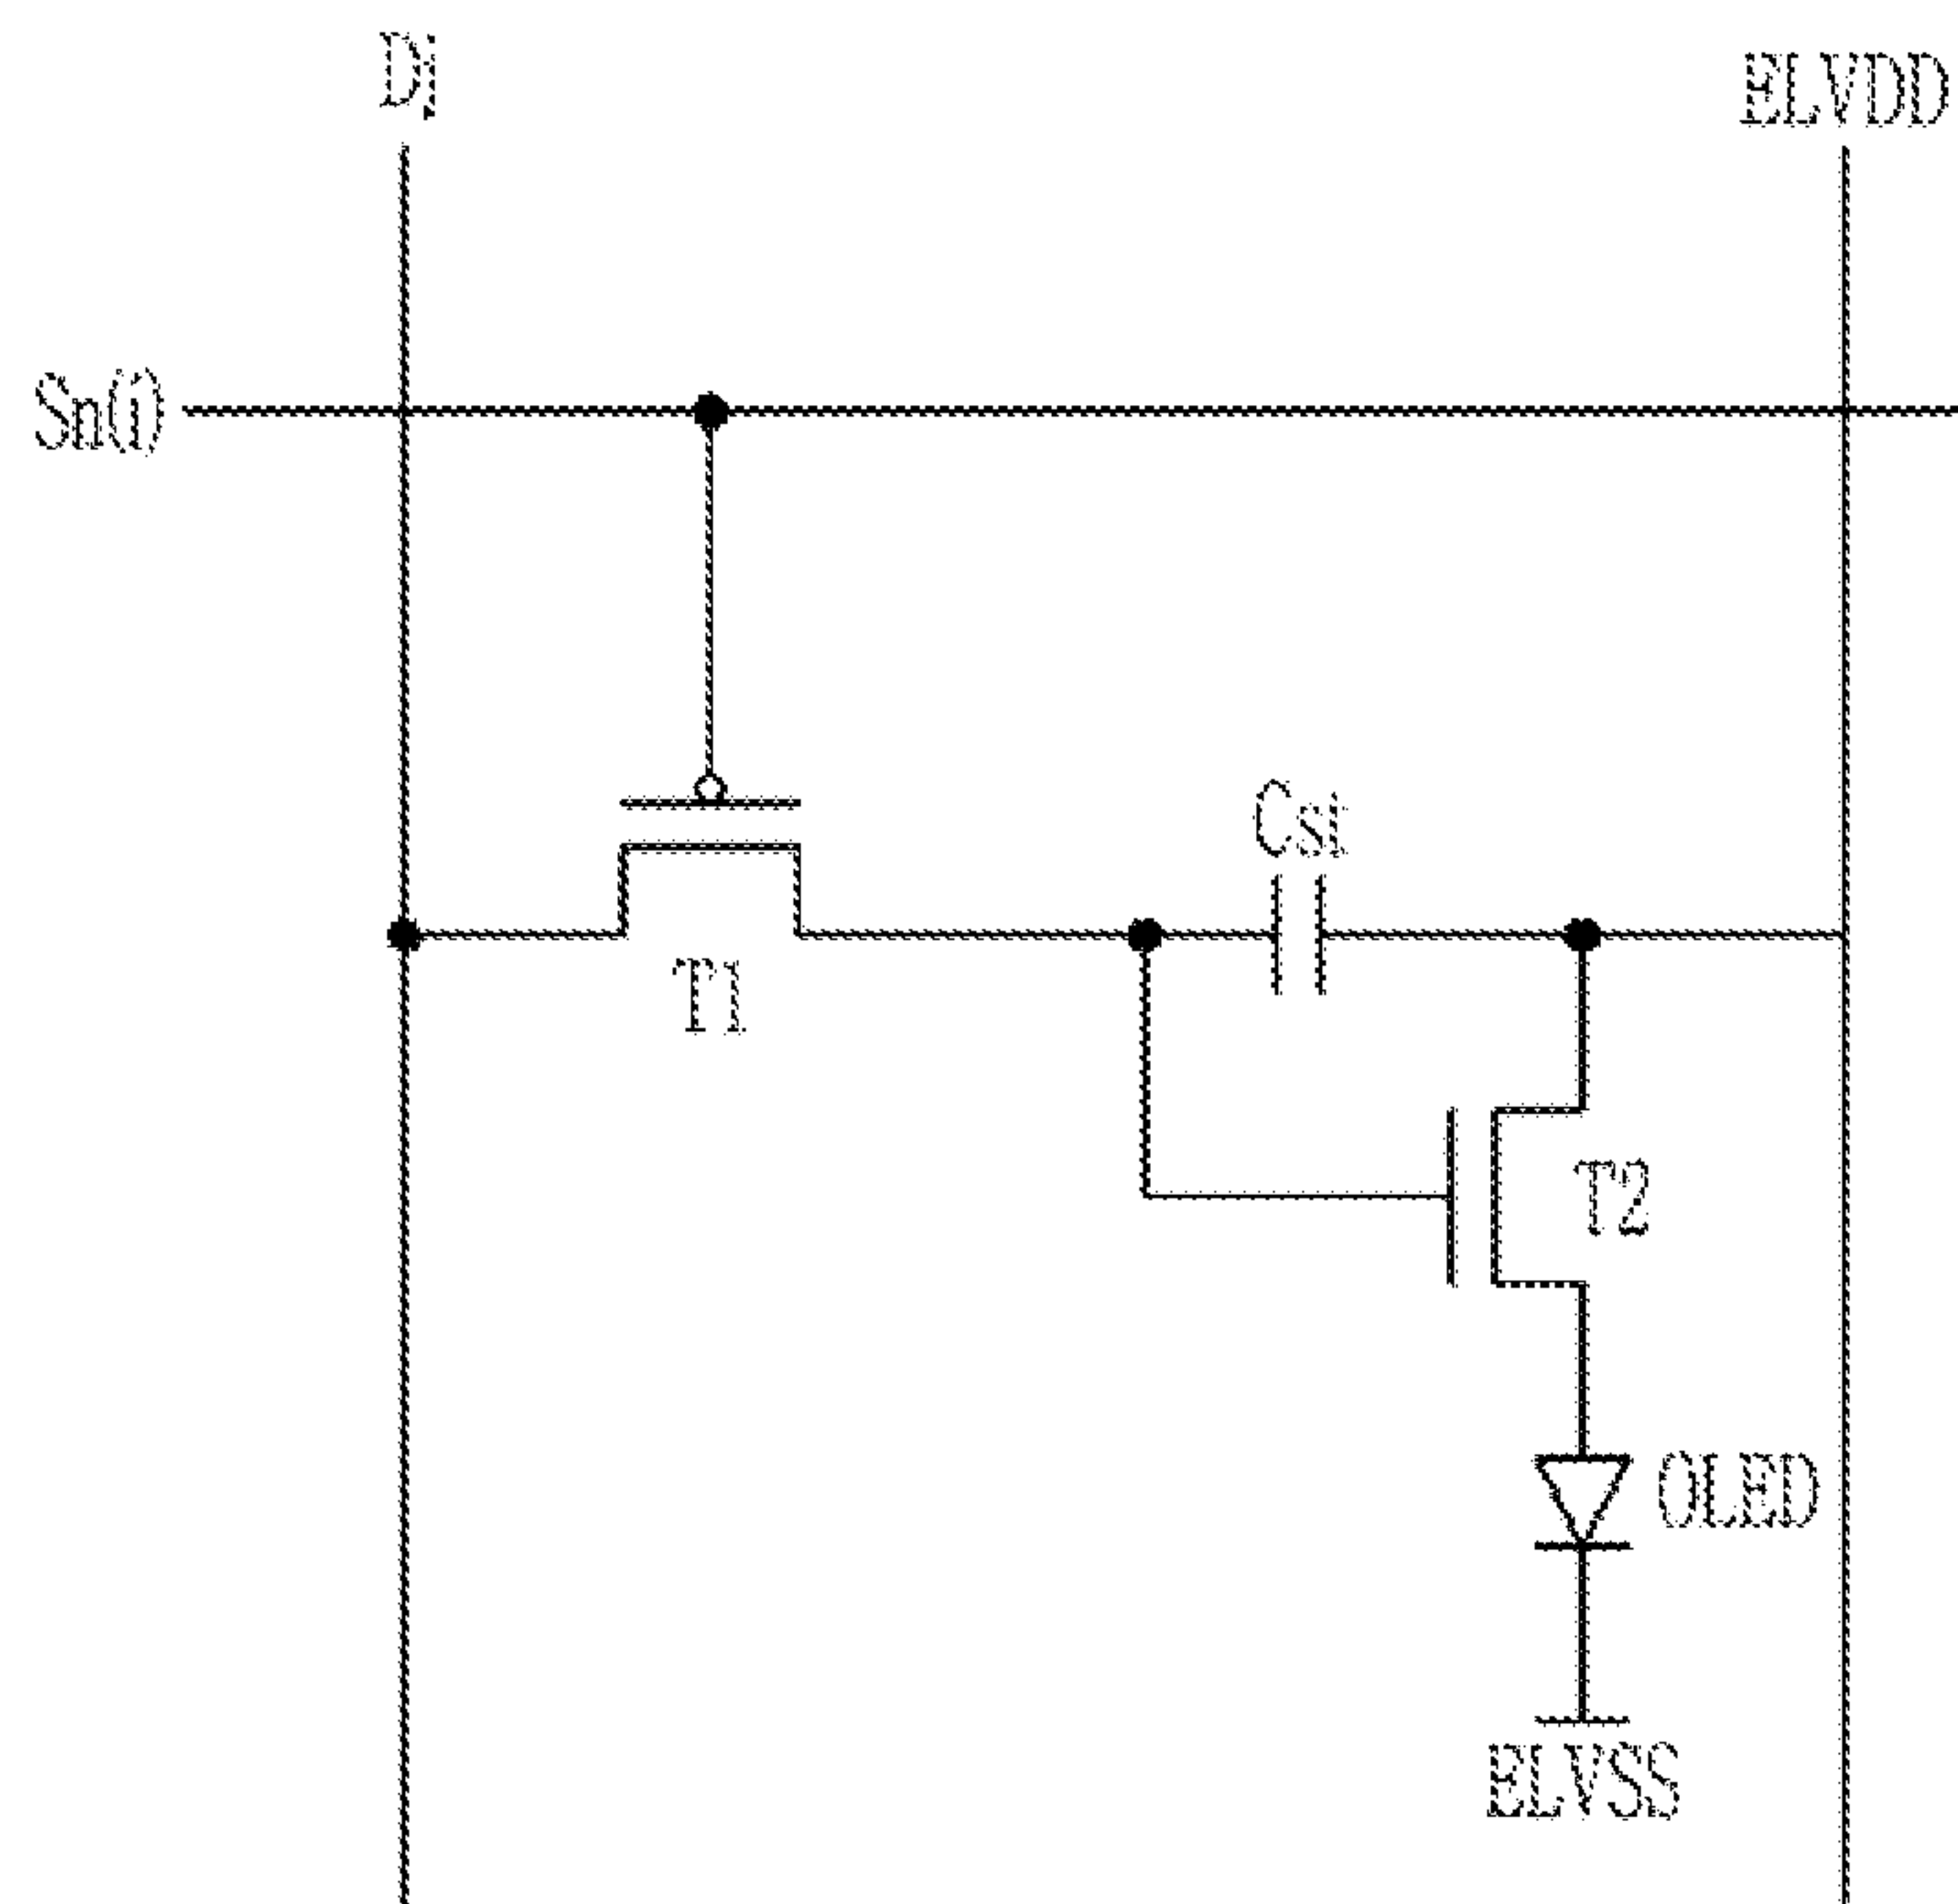 Dj
ELVDD
Sn(j)
Cst
T1
T2
OLED
ELVSS